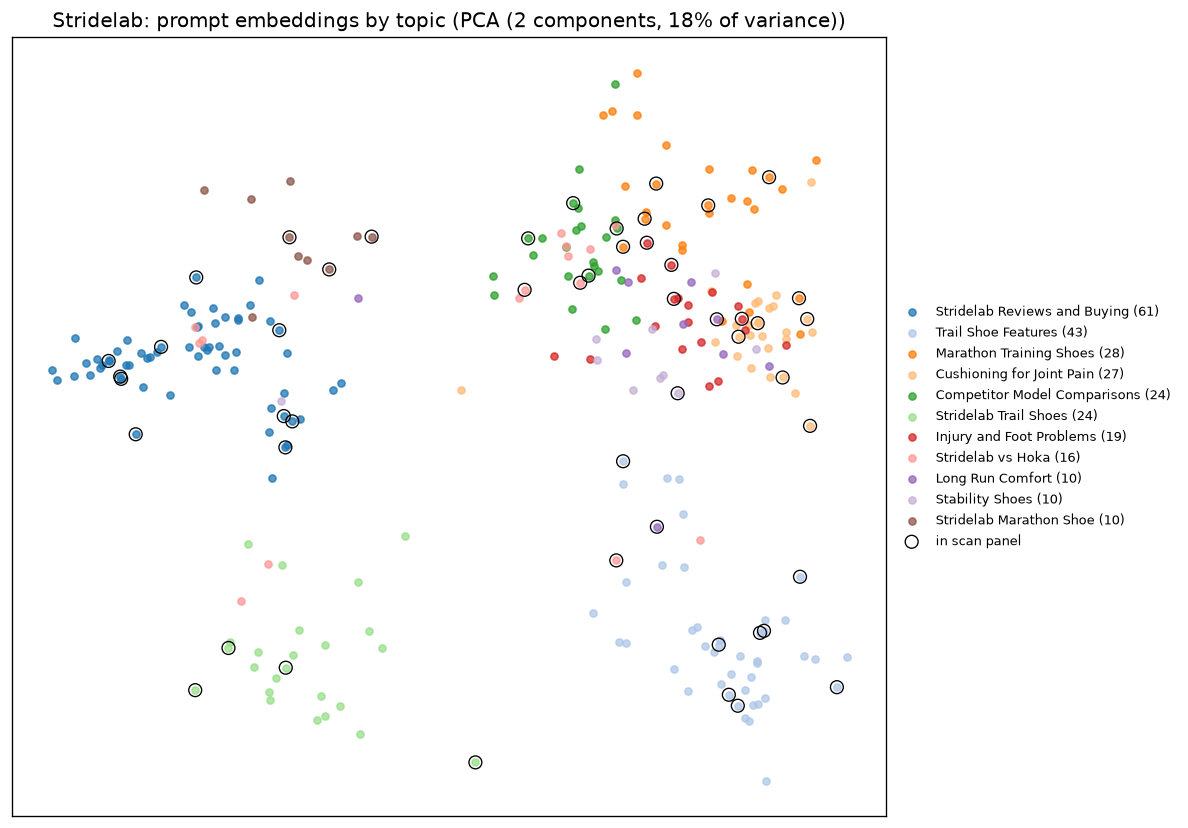 Stridelab: prompt embeddings by topic (PCA (2 components, 18% of variance))
Stridelab Reviews and Buying (61)
Trail Shoe Features (43)
Marathon Training Shoes (28)
Cushioning for Joint Pain (27)
Competitor Model Comparisons (24)
Stridelab Trail Shoes (24)
Injury and Foot Problems (19)
Stridelab vs Hoka (16)
Long Run Comfort (10)
Stability Shoes (10)
Stridelab Marathon Shoe (10)
in scan panel